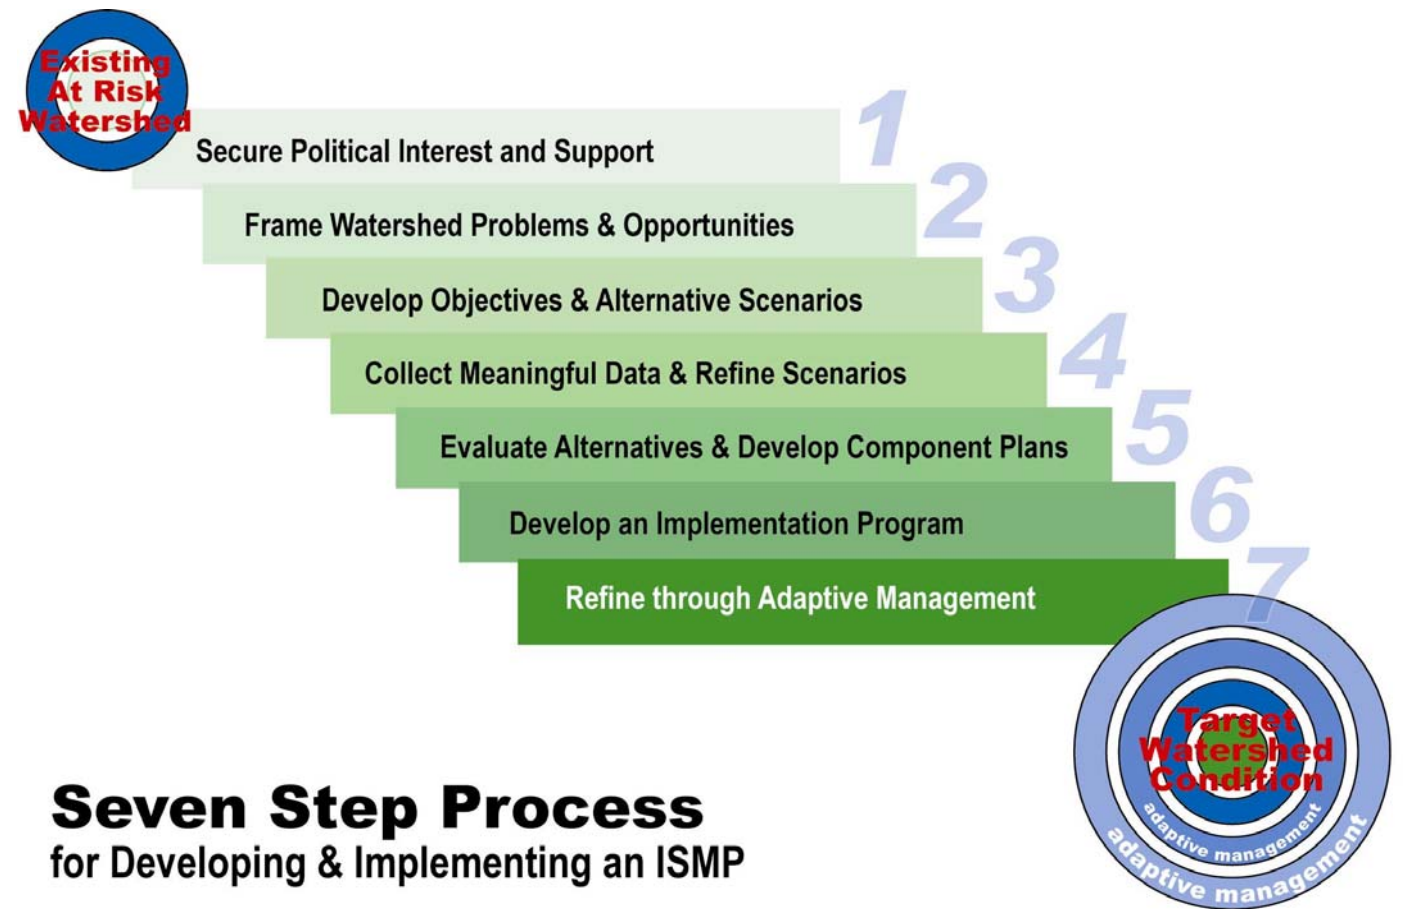 Existing
At Risk
Watershed
Secure Political Interest and Support
1
Frame Watershed Problems & Opportunities
2
Develop Objectives & Alternative Scenarios
3
Collect Meaningful Data & Refine Scenarios
4
Evaluate Alternatives & Develop Component Plans
5
Develop an Implementation Program
6
Refine through Adaptive Management
7
Target
Watershed
Condition
adaptive management
adaptive management
Seven Step Process
for Developing & Implementing an ISMP